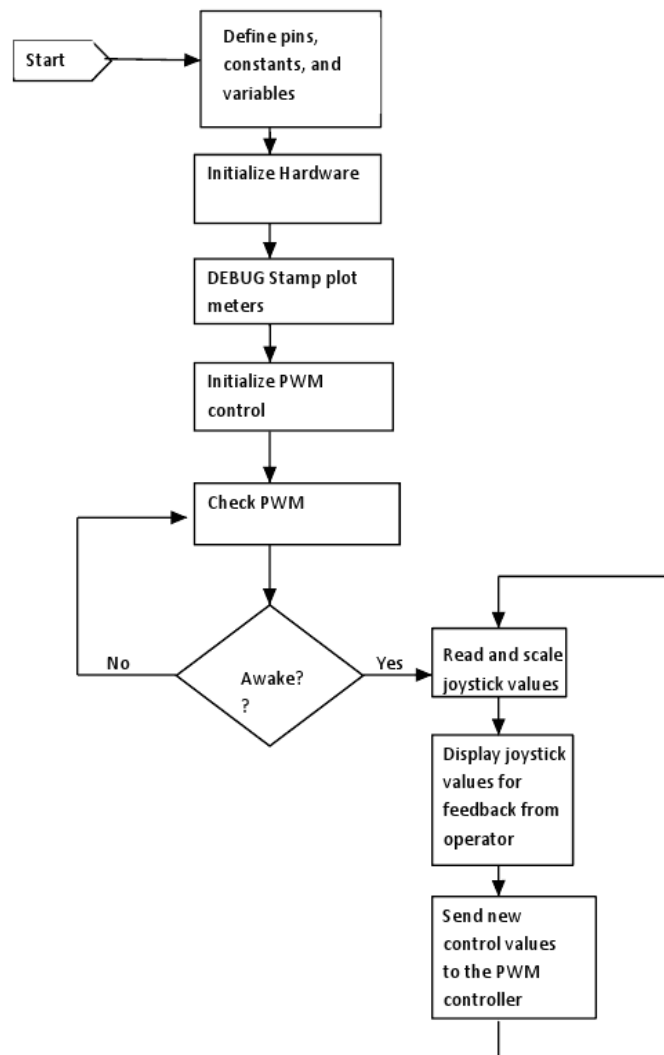 Start
Define pins,
constants, and
variables
Initialize Hardware
DEBUG Stamp plot
meters
Initialize PWM
control
Check PWM
No
Awake?
?
Yes
Read and scale
joystick values
Display joystick
values for
feedback from
operator
Send new
control values
to the PWM
controller